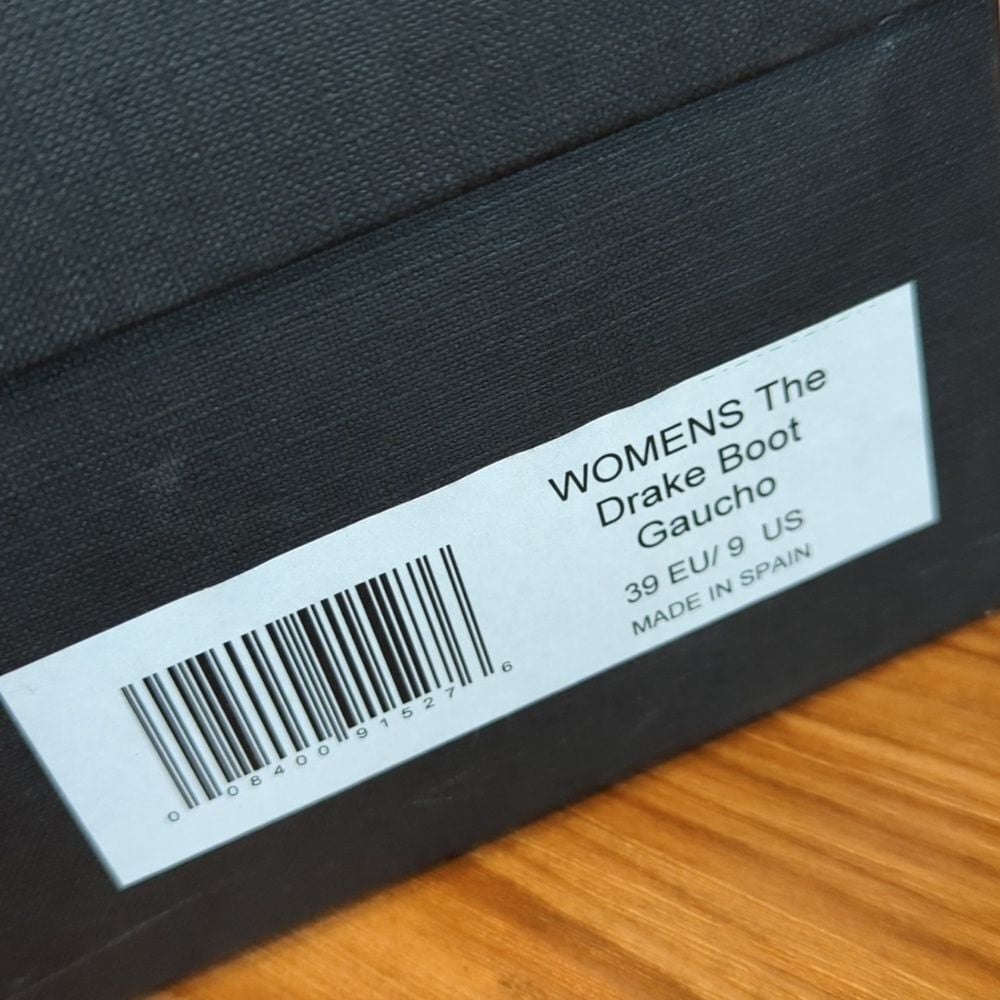 WOMENS The
Drake Boot
Gaucho
39 EU/ 9 US
MADE IN SPAIN
0 08400 91527 6